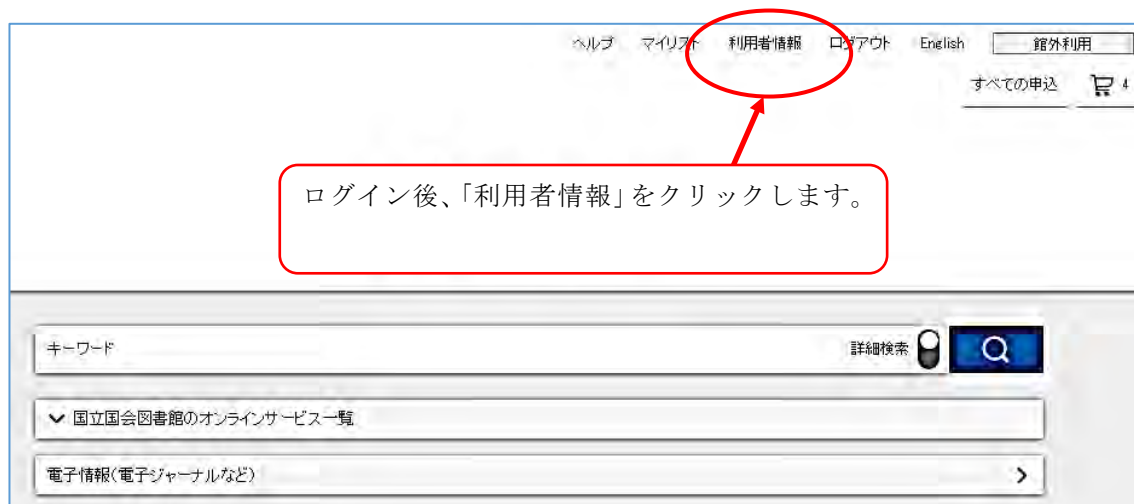 ヘルプ マイリスト 利用者情報 ログアウト English 館外利用
すべての申込 4
ログイン後、「利用者情報」をクリックします。
キーワード 詳細検索
国立国会図書館のオンラインサービス一覧
電子情報(電子ジャーナルなど)